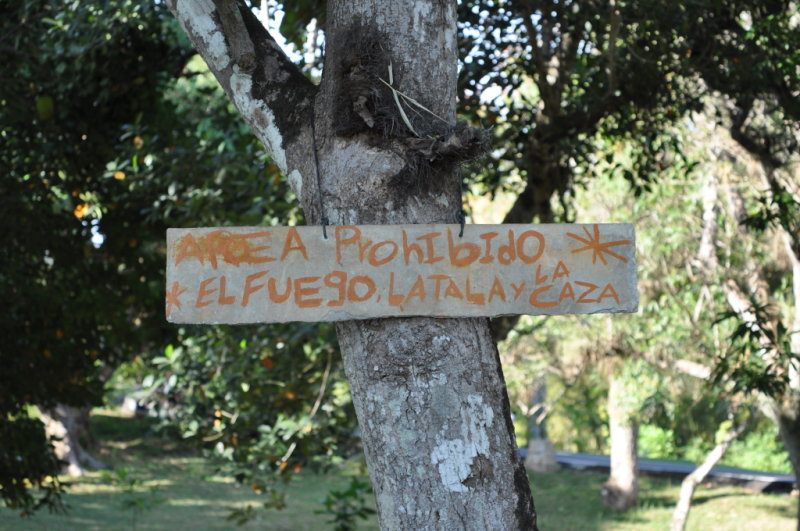 AREA ProhibIdO
EL FUEgO, LA TALA Y LA CAZA